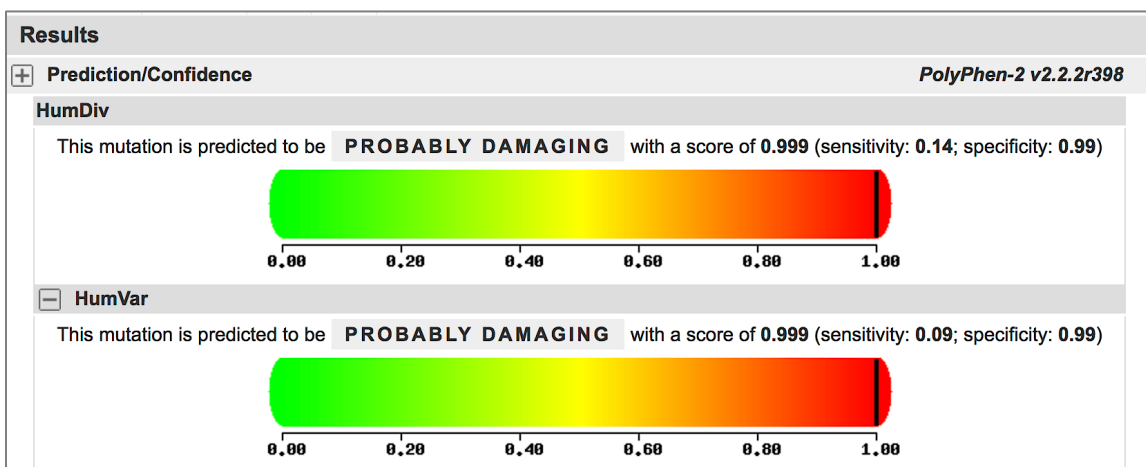 Results
Prediction/Confidence PolyPhen-2 v2.2.2r398
HumDiv
This mutation is predicted to be PROBABLY DAMAGING with a score of 0.999 (sensitivity: 0.14; specificity: 0.99)
0.00 0.20 0.40 0.60 0.80 1.00
HumVar
This mutation is predicted to be PROBABLY DAMAGING with a score of 0.999 (sensitivity: 0.09; specificity: 0.99)
0.00 0.20 0.40 0.60 0.80 1.00